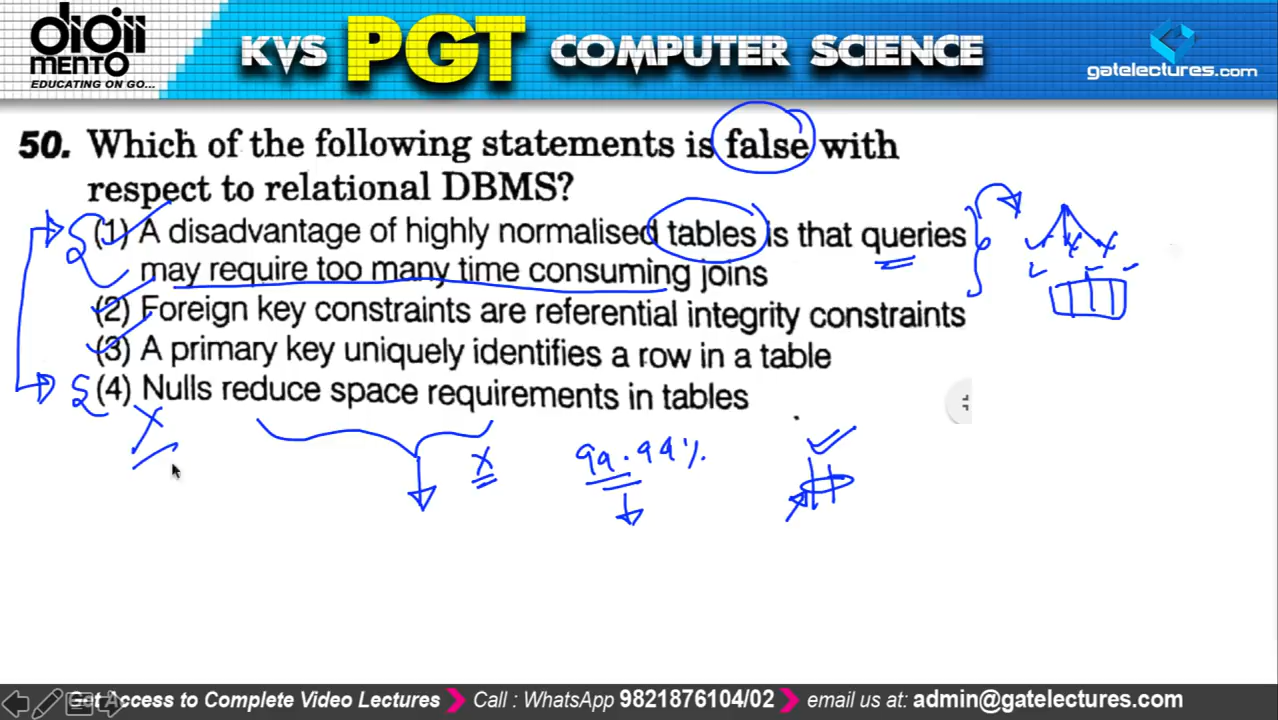 digii
MENTO
EDUCATING ON GO...
KVS PGT COMPUTER SCIENCE
gatelectures.com
50. Which of the following statements is false with
respect to relational DBMS?
(1) A disadvantage of highly normalised tables is that queries
may require too many time consuming joins
(2) Foreign key constraints are referential integrity constraints
(3) A primary key uniquely identifies a row in a table
(4) Nulls reduce space requirements in tables
99.99%
Get Access to Complete Video Lectures Call : WhatsApp 9821876104/02 email us at: admin@gatelectures.com